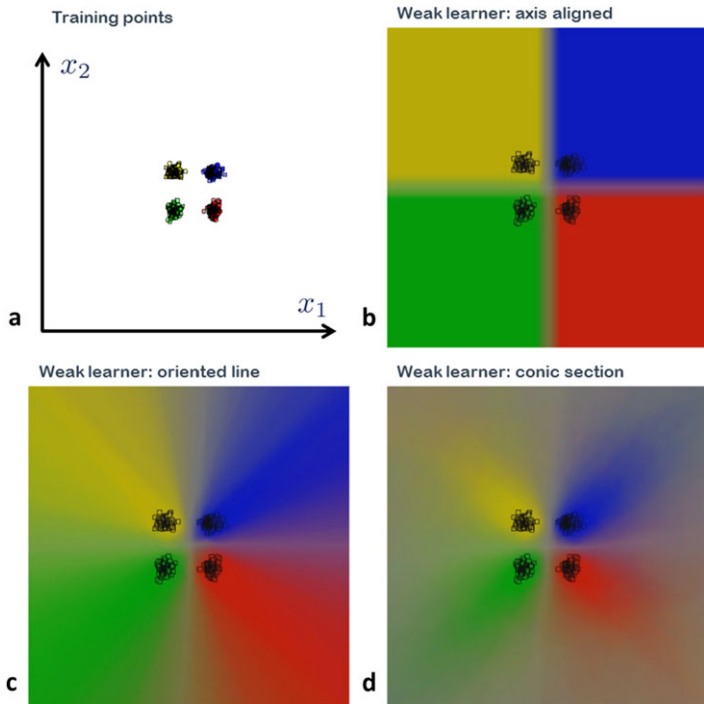 Training points
x₂
x₁
a
Weak learner: axis aligned
b
Weak learner: oriented line
c
Weak learner: conic section
d